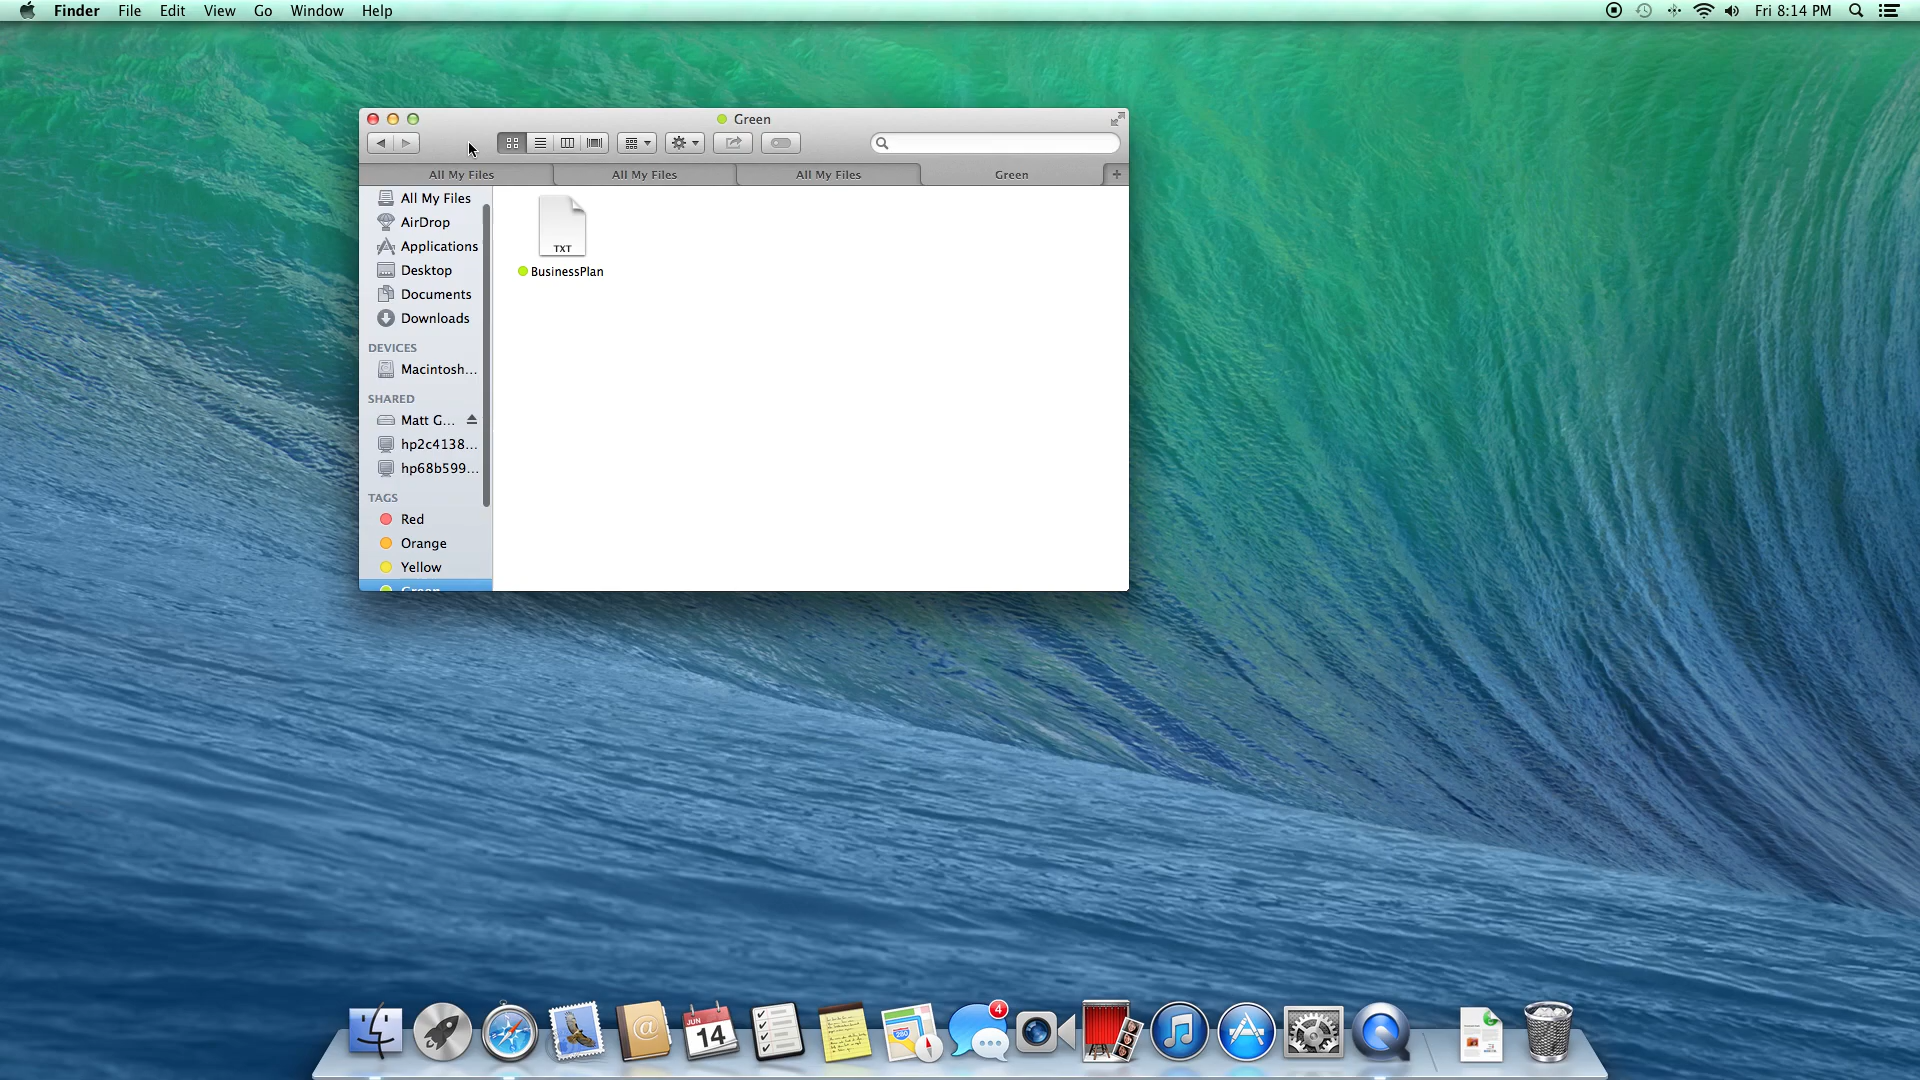 Finder File Edit View Go Window Help
Fri 8:14 PM
Green
All My Files
All My Files
All My Files
Green
All My Files
AirDrop
Applications
Desktop
Documents
Downloads
DEVICES
Macintosh...
SHARED
Matt G...
hp2c4138...
hp68b599...
TAGS
Red
Orange
Yellow
Green
TXT
BusinessPlan
JUN
14
280
4